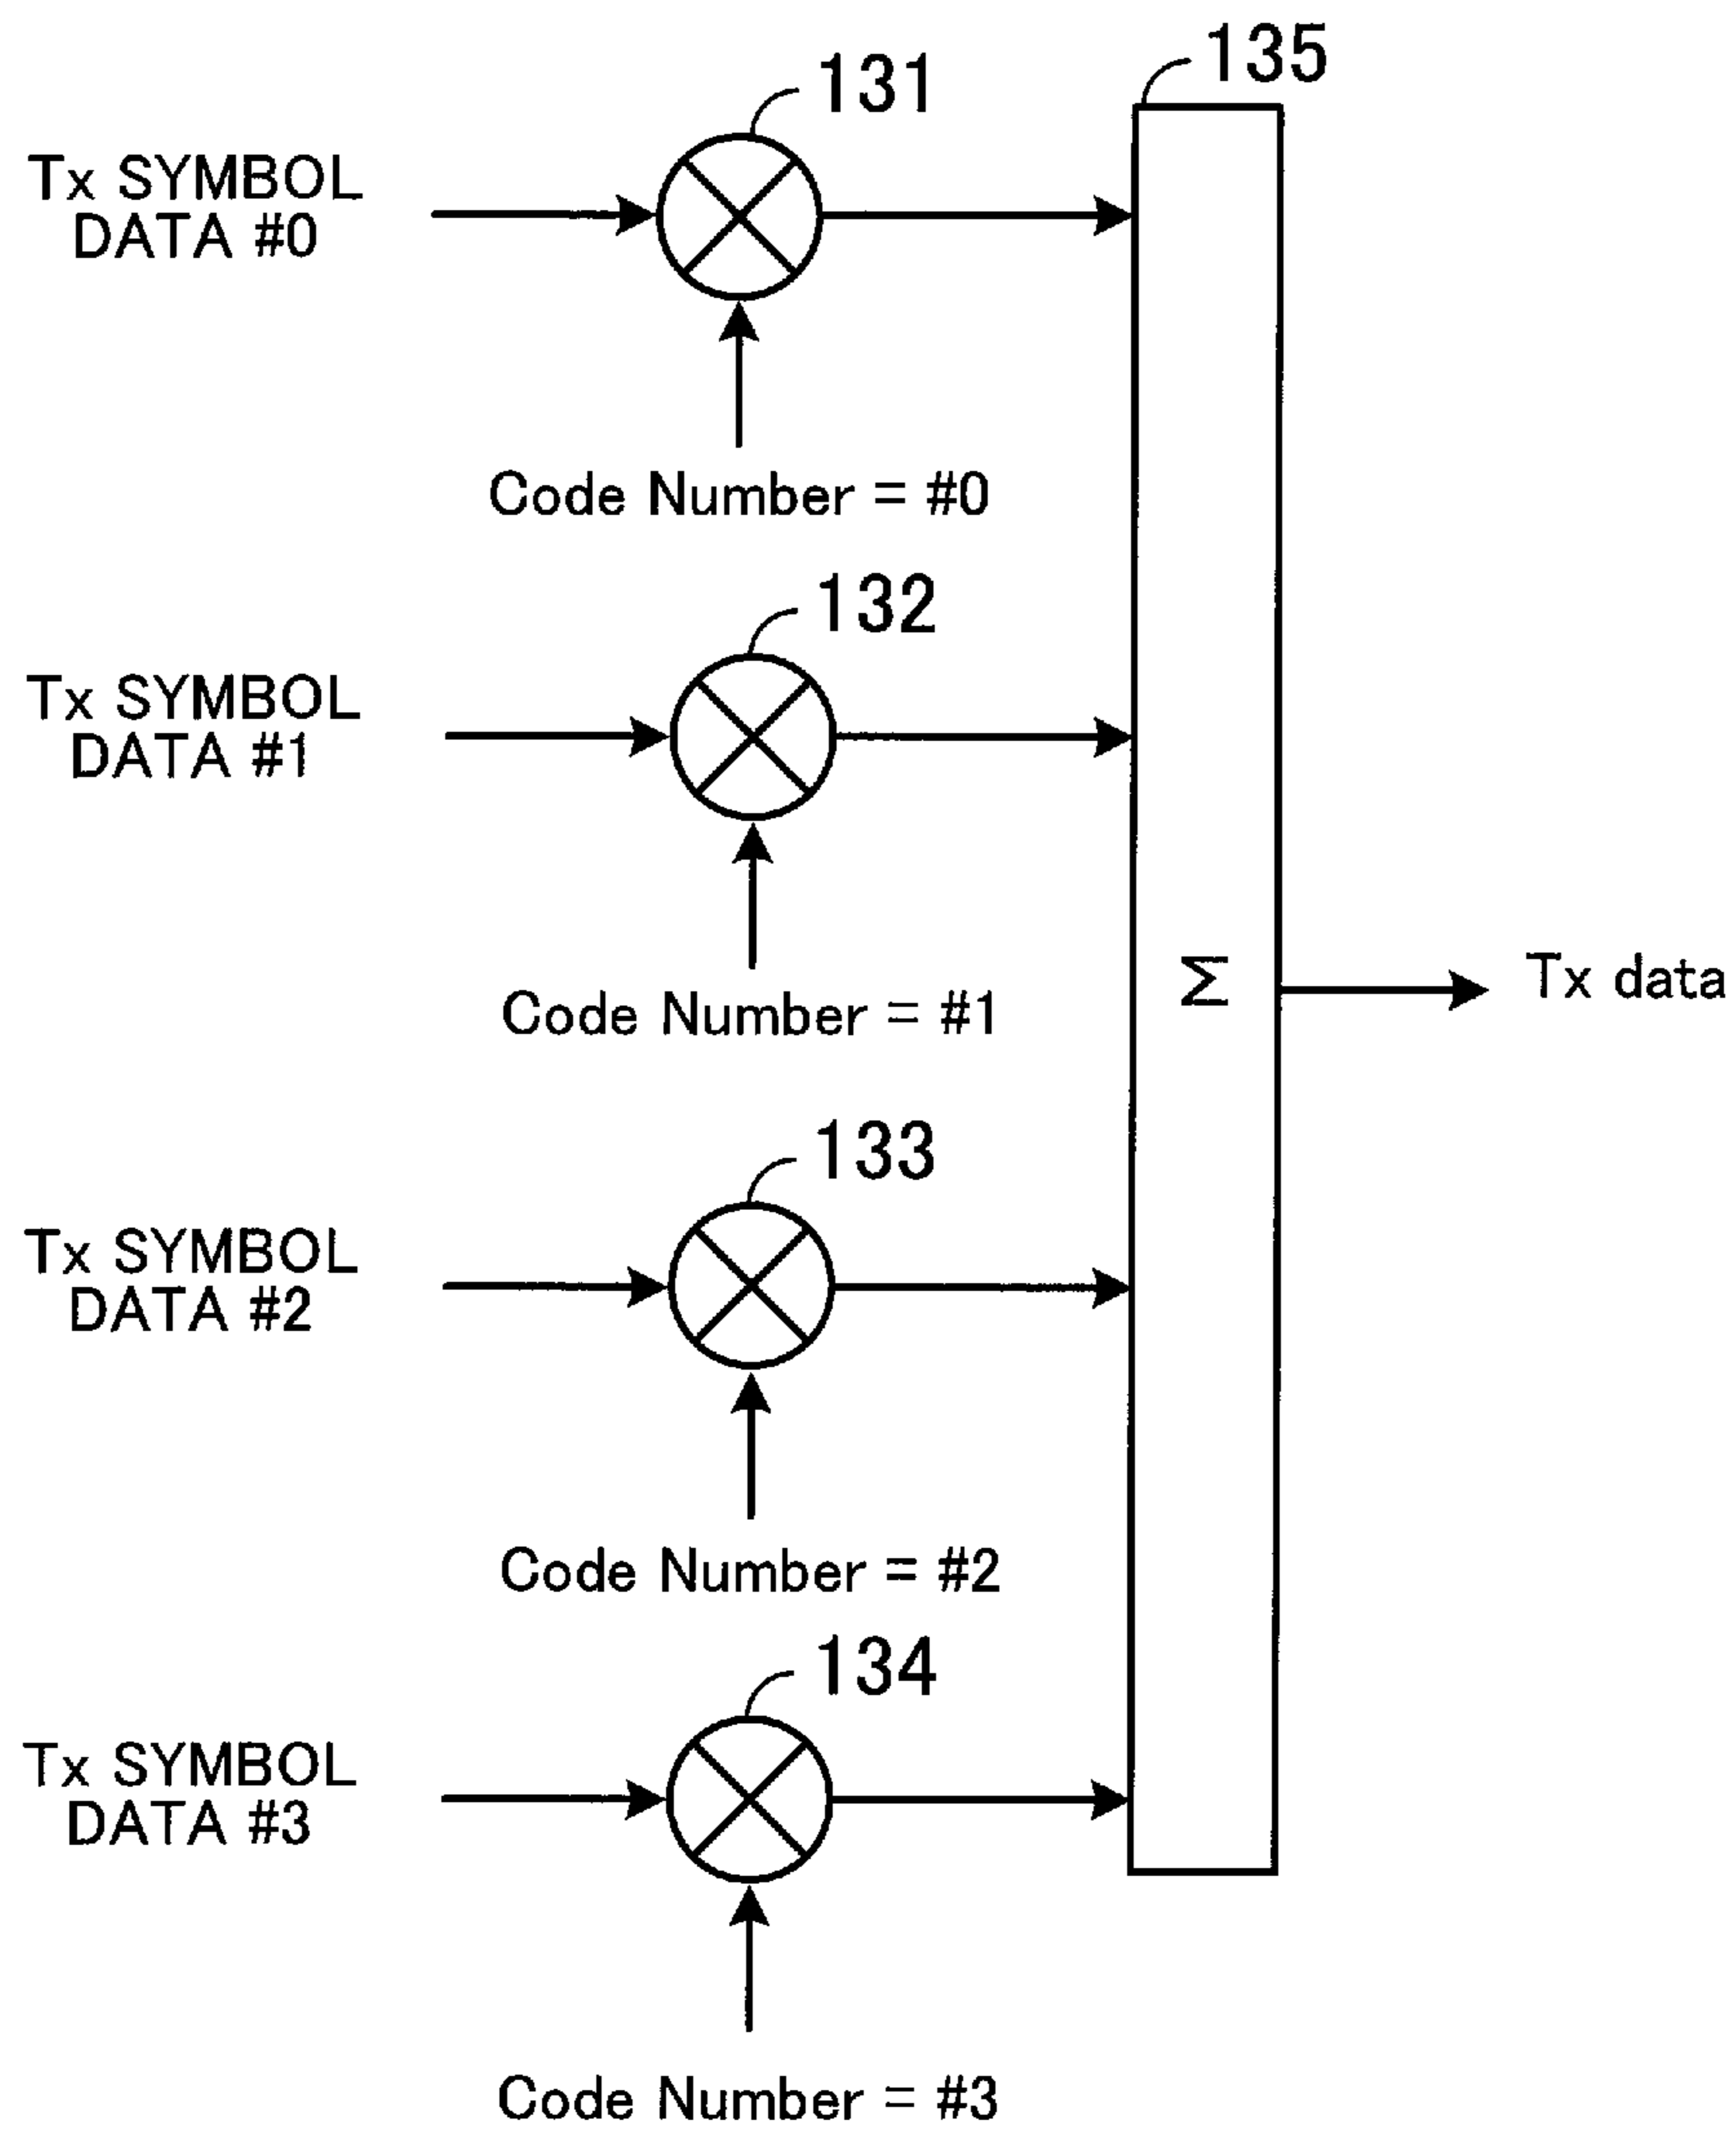 135
131
Tx SYMBOL
DATA #0
Code Number = #0
132
Tx SYMBOL
DATA #1
Code Number = #1
Σ
Tx data
133
Tx SYMBOL
DATA #2
Code Number = #2
134
Tx SYMBOL
DATA #3
Code Number = #3